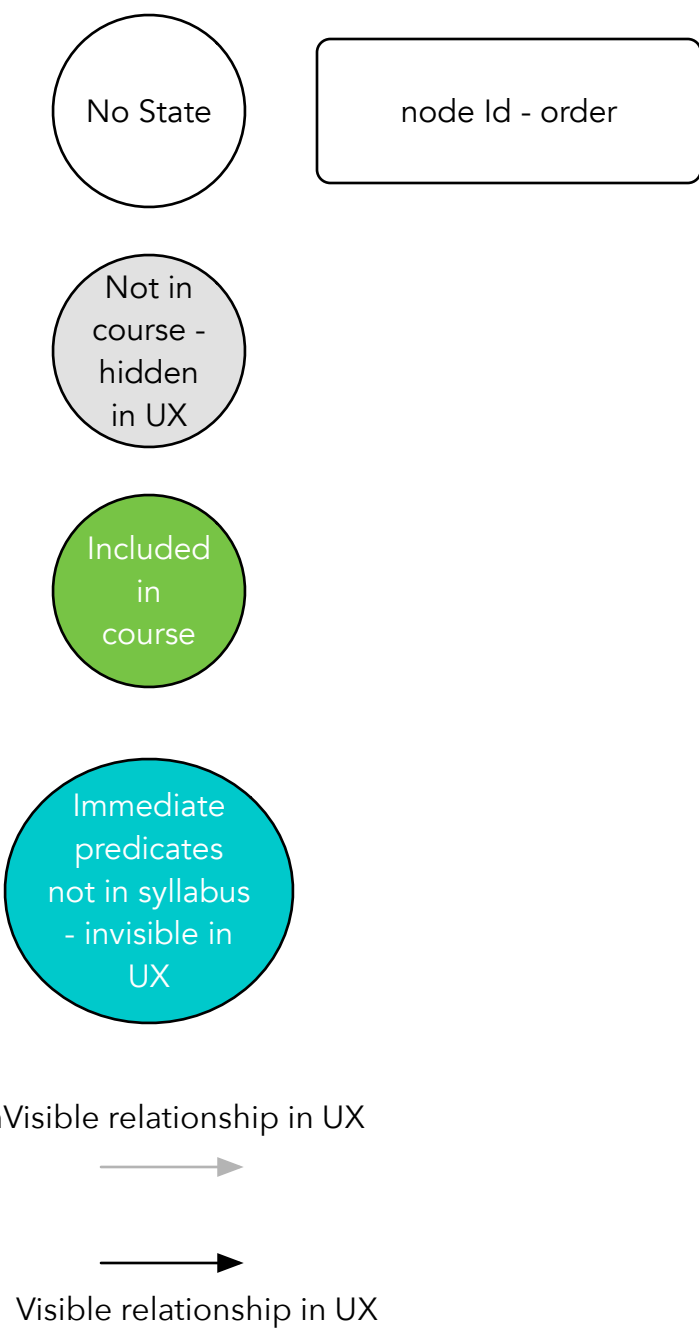 No State
node Id - order
Not in
course -
hidden
in UX
Included
in
course
Immediate
predicates
not in syllabus
- invisible in
UX
relationship in UX
Visible relationship in UX